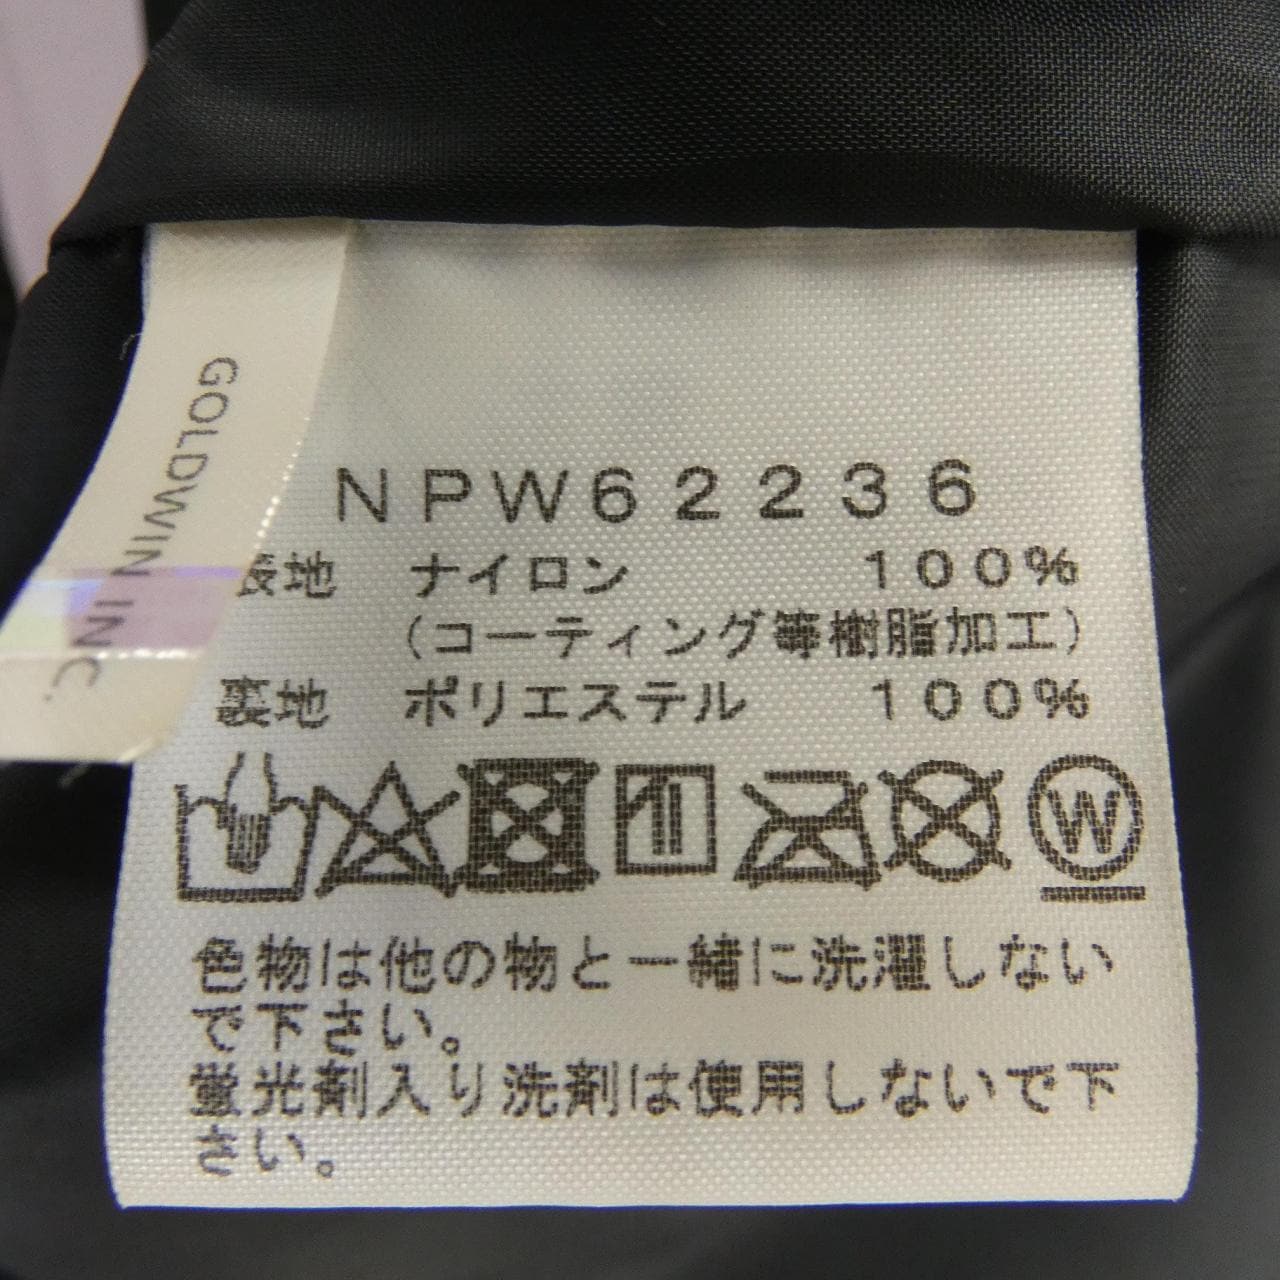 GOLDWIN INC.
NPW62236
表地 ナイロン 100%
(コーティング等樹脂加工)
裏地 ポリエステル 100%
W
色物は他の物と一緒に洗濯しない
で下さい。
蛍光剤入り洗剤は使用しないで下
さい。